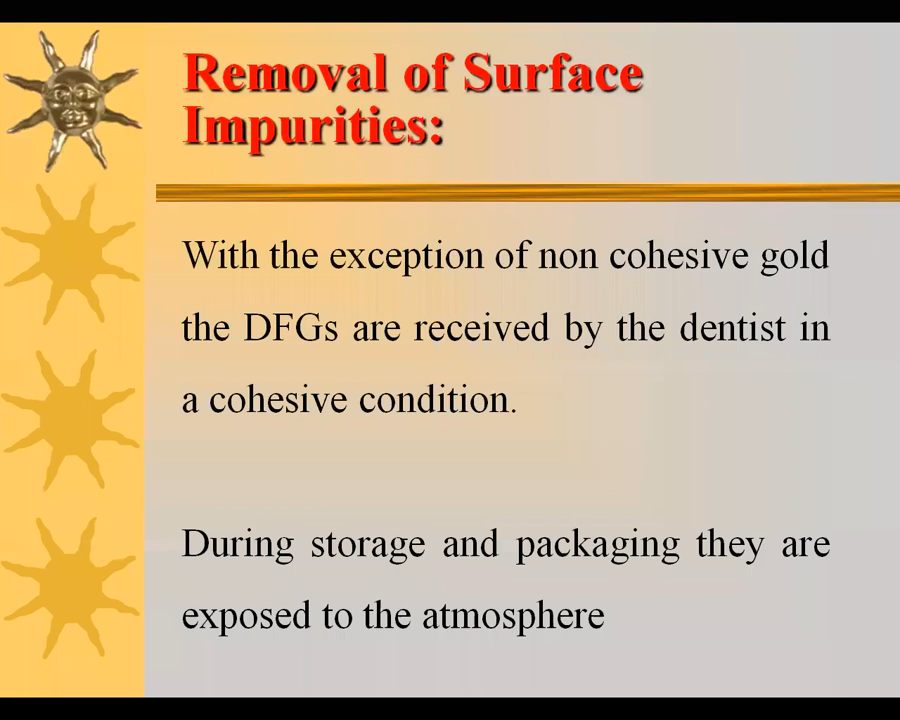 Removal of Surface
Impurities:
With the exception of non cohesive gold
the DFGs are received by the dentist in
a cohesive condition.
During storage and packaging they are
exposed to the atmosphere